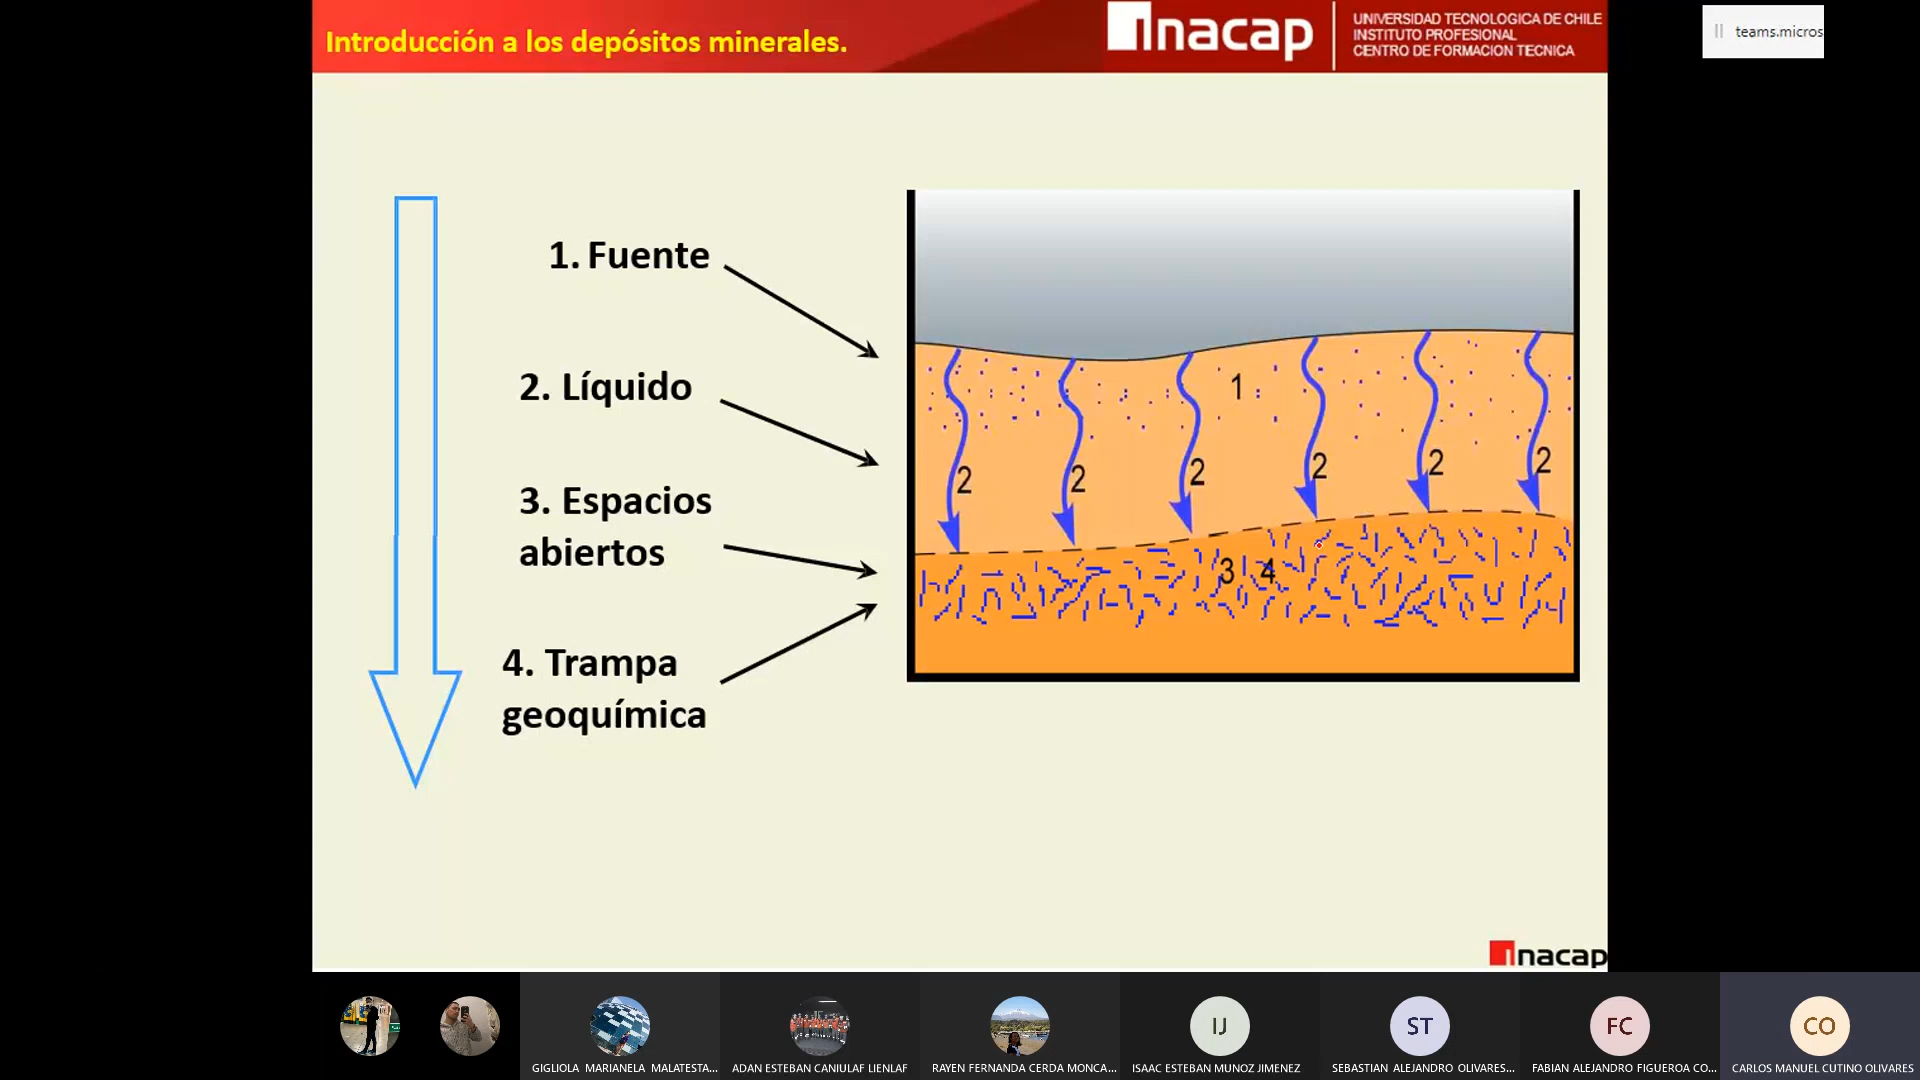 Introducción a los depósitos minerales.
Inacap
UNIVERSIDAD TECNOLOGICA DE CHILE
INSTITUTO PROFESIONAL
CENTRO DE FORMACION TECNICA
teams.micros
1. Fuente
2. Líquido
3. Espacios
abiertos
4. Trampa
geoquímica
1
2 2 2 2 2 2
3 4
Inacap
IJ
ST
FC
CO
GIGLIOLA MARIANELA MALATESTA...
ADAN ESTEBAN CANIULAF LIENLAF
RAYEN FERNANDA CERDA MONCA...
ISAAC ESTEBAN MUNOZ JIMENEZ
SEBASTIAN ALEJANDRO OLIVARES...
FABIAN ALEJANDRO FIGUEROA CO...
CARLOS MANUEL CUTINO OLIVARES